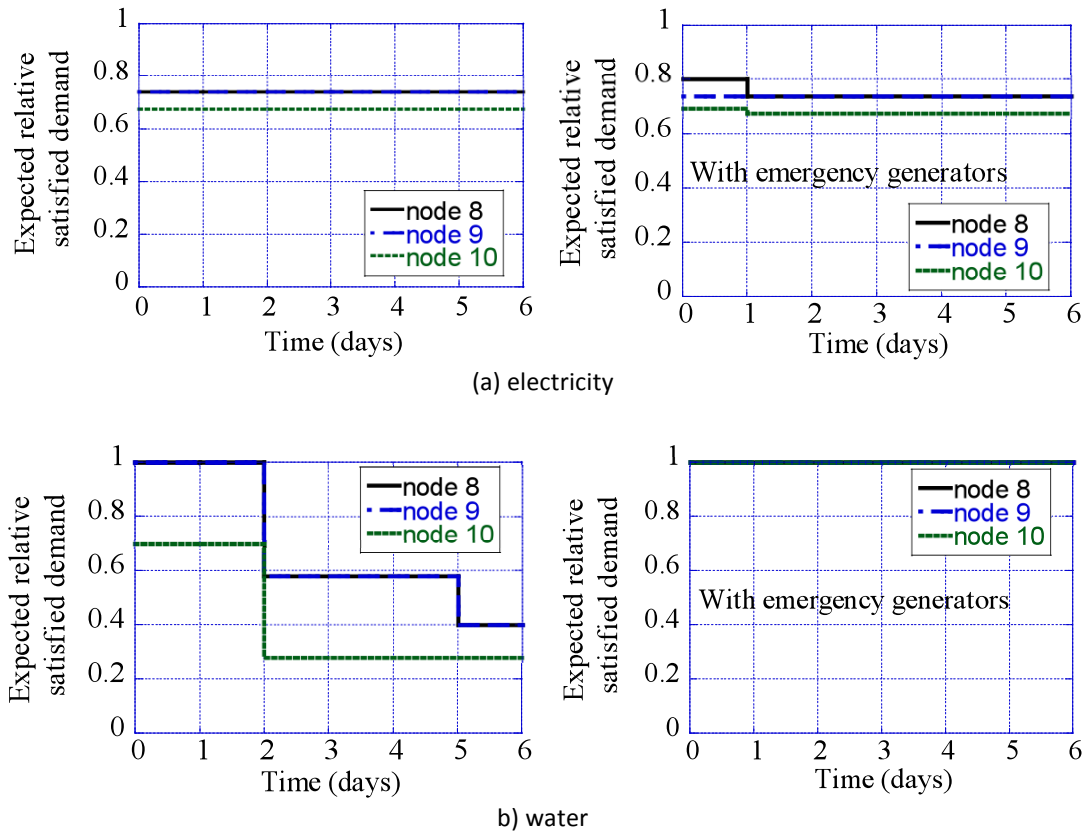 Expected relative
satisfied demand
1
0.8
0.6
0.4
0.2
0
node 8
node 9
node 10
0 1 2 3 4 5 6
Time (days)
Expected relative
satisfied demand
1
0.8
0.6
0.4
0.2
0
With emergency generators
node 8
node 9
node 10
0 1 2 3 4 5 6
Time (days)
(a) electricity
Expected relative
satisfied demand
1
0.8
0.6
0.4
0.2
0
node 8
node 9
node 10
0 1 2 3 4 5 6
Time (days)
Expected relative
satisfied demand
1
0.8
0.6
0.4
0.2
0
node 8
node 9
node 10
With emergency generators
0 1 2 3 4 5 6
Time (days)
b) water